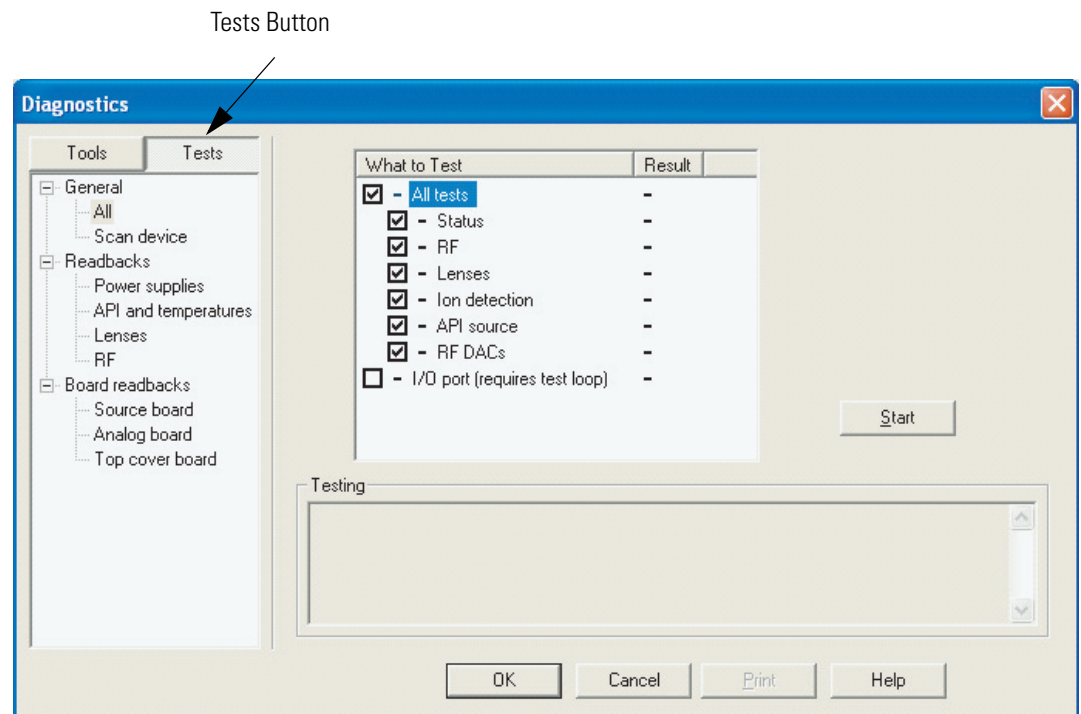 Tests Button
Diagnostics
Tools Tests
General
All
Scan device
Readbacks
Power supplies
API and temperatures
Lenses
RF
Board readbacks
Source board
Analog board
Top cover board
What to Test Result
All tests -
Status -
RF -
Lenses -
Ion detection -
API source -
RF DACs -
I/O port (requires test loop) -
Start
Testing
OK Cancel Print Help